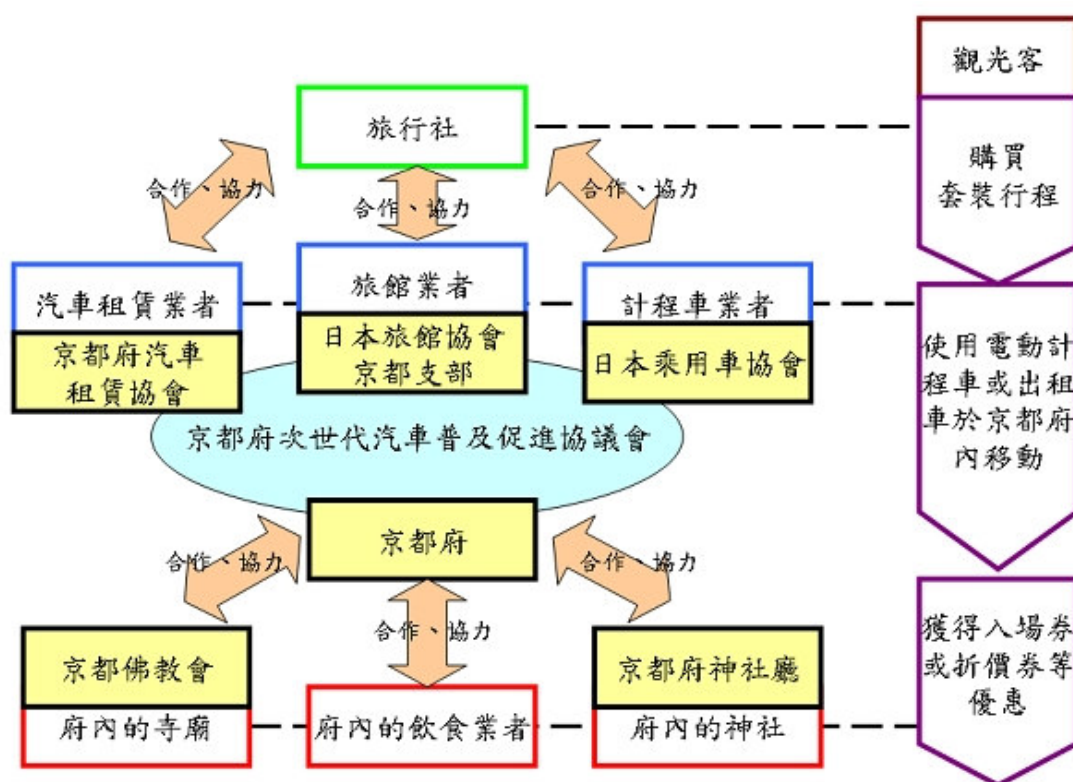 觀光客
旅行社
購買
套裝行程
合作、協力
合作、協力
合作、協力
汽車租賃業者
旅館業者
計程車業者
京都府汽車
租賃協會
日本旅館協會
京都支部
日本乘用車協會
使用電動計
程車或出租
車於京都府
內移動
京都府次世代汽車普及促進協議會
京都府
合作、協力
合作、協力
合作、協力
京都佛教會
京都府神社廳
府內的寺廟
府內的飲食業者
府內的神社
獲得入場券
或折價券等
優惠